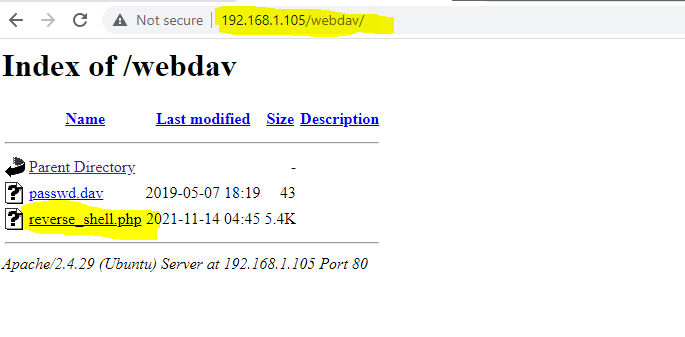 Not secure 192.168.1.105/webdav/
Index of /webdav
Name Last modified Size Description
Parent Directory -
passwd.dav 2019-05-07 18:19 43
reverse_shell.php 2021-11-14 04:45 5.4K
Apache/2.4.29 (Ubuntu) Server at 192.168.1.105 Port 80